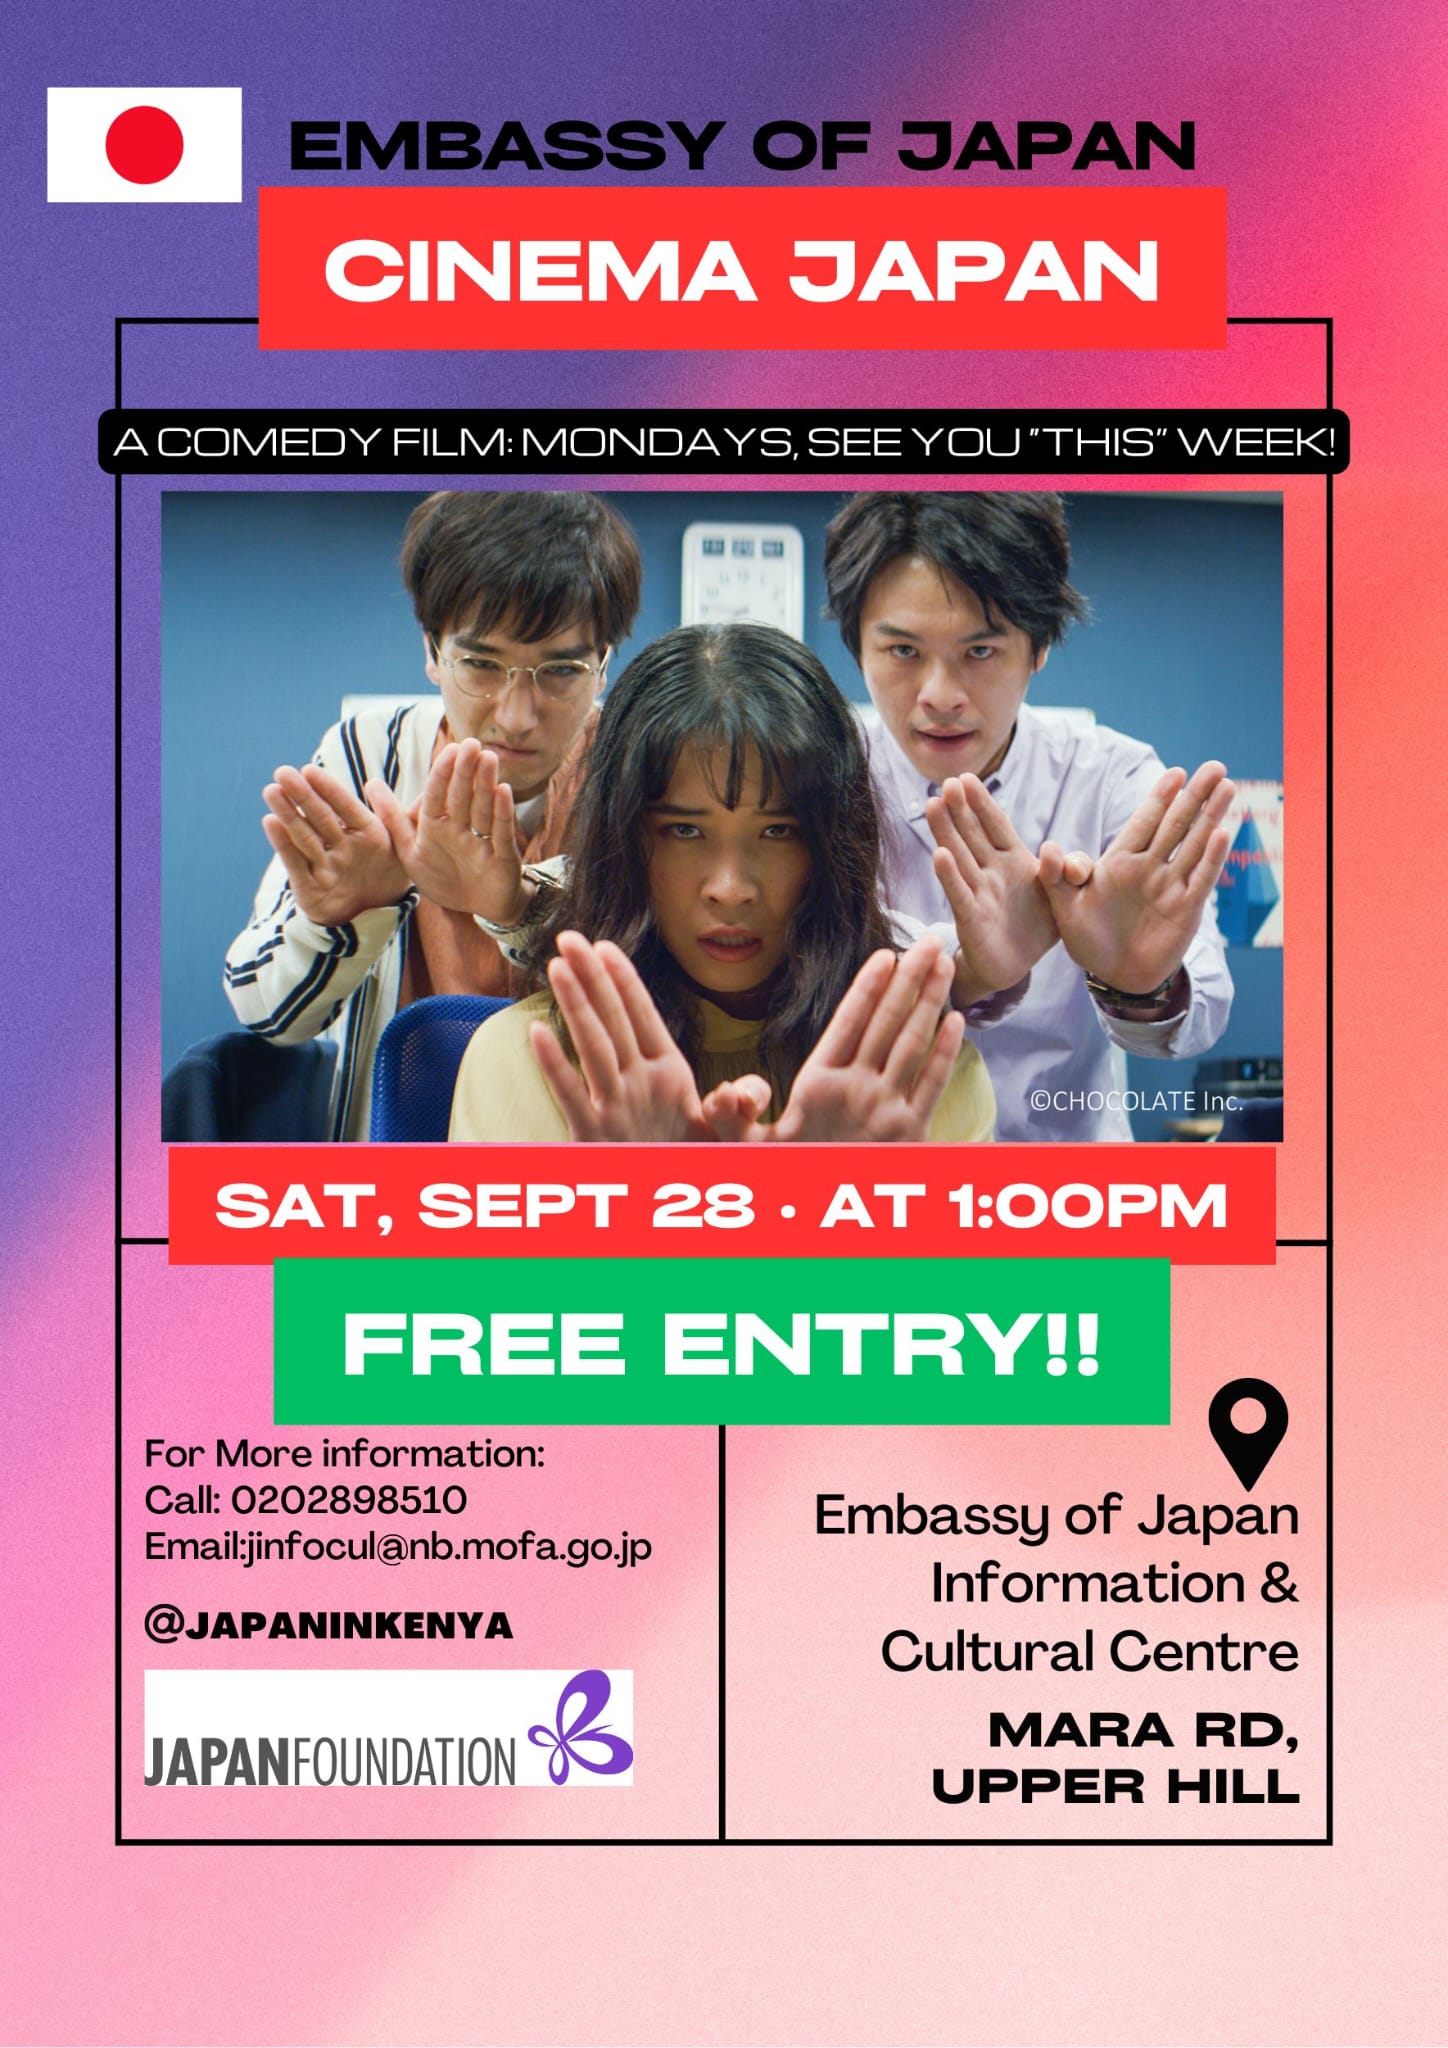 EMBASSY OF JAPAN
CINEMA JAPAN
A COMEDY FILM: MONDAYS, SEE YOU "THIS" WEEK!
©CHOCOLATE Inc.
SAT, SEPT 28 • AT 1:00PM
FREE ENTRY!!
For More information:
Call: 0202898510
Email:jinfocul@nb.mofa.go.jp
@JAPANINKENYA
JAPANFOUNDATION
Embassy of Japan
Information &
Cultural Centre
MARA RD,
UPPER HILL